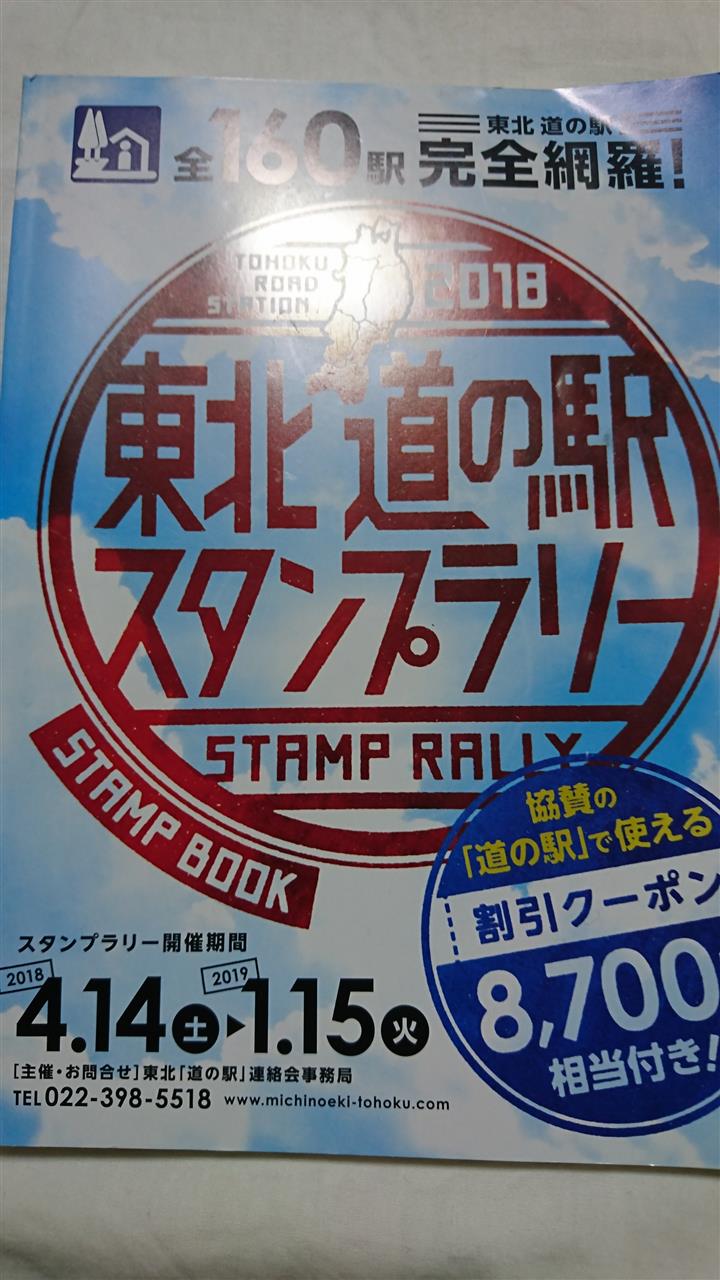 東北 道の駅
全160駅 完全網羅!
TOHOKU
ROAD
STATION
2018
東北 道の駅
スタンプラリー
STAMP RALLY
STAMP BOOK
協賛の
「道の駅」で使える
割引クーポン
8,700
相当付き!
スタンプラリー開催期間
2018
4.14土▶
2019
1.15火
[主催・お問合せ]東北「道の駅」連絡会事務局
TEL 022-398-5518 www.michinoeki-tohoku.com